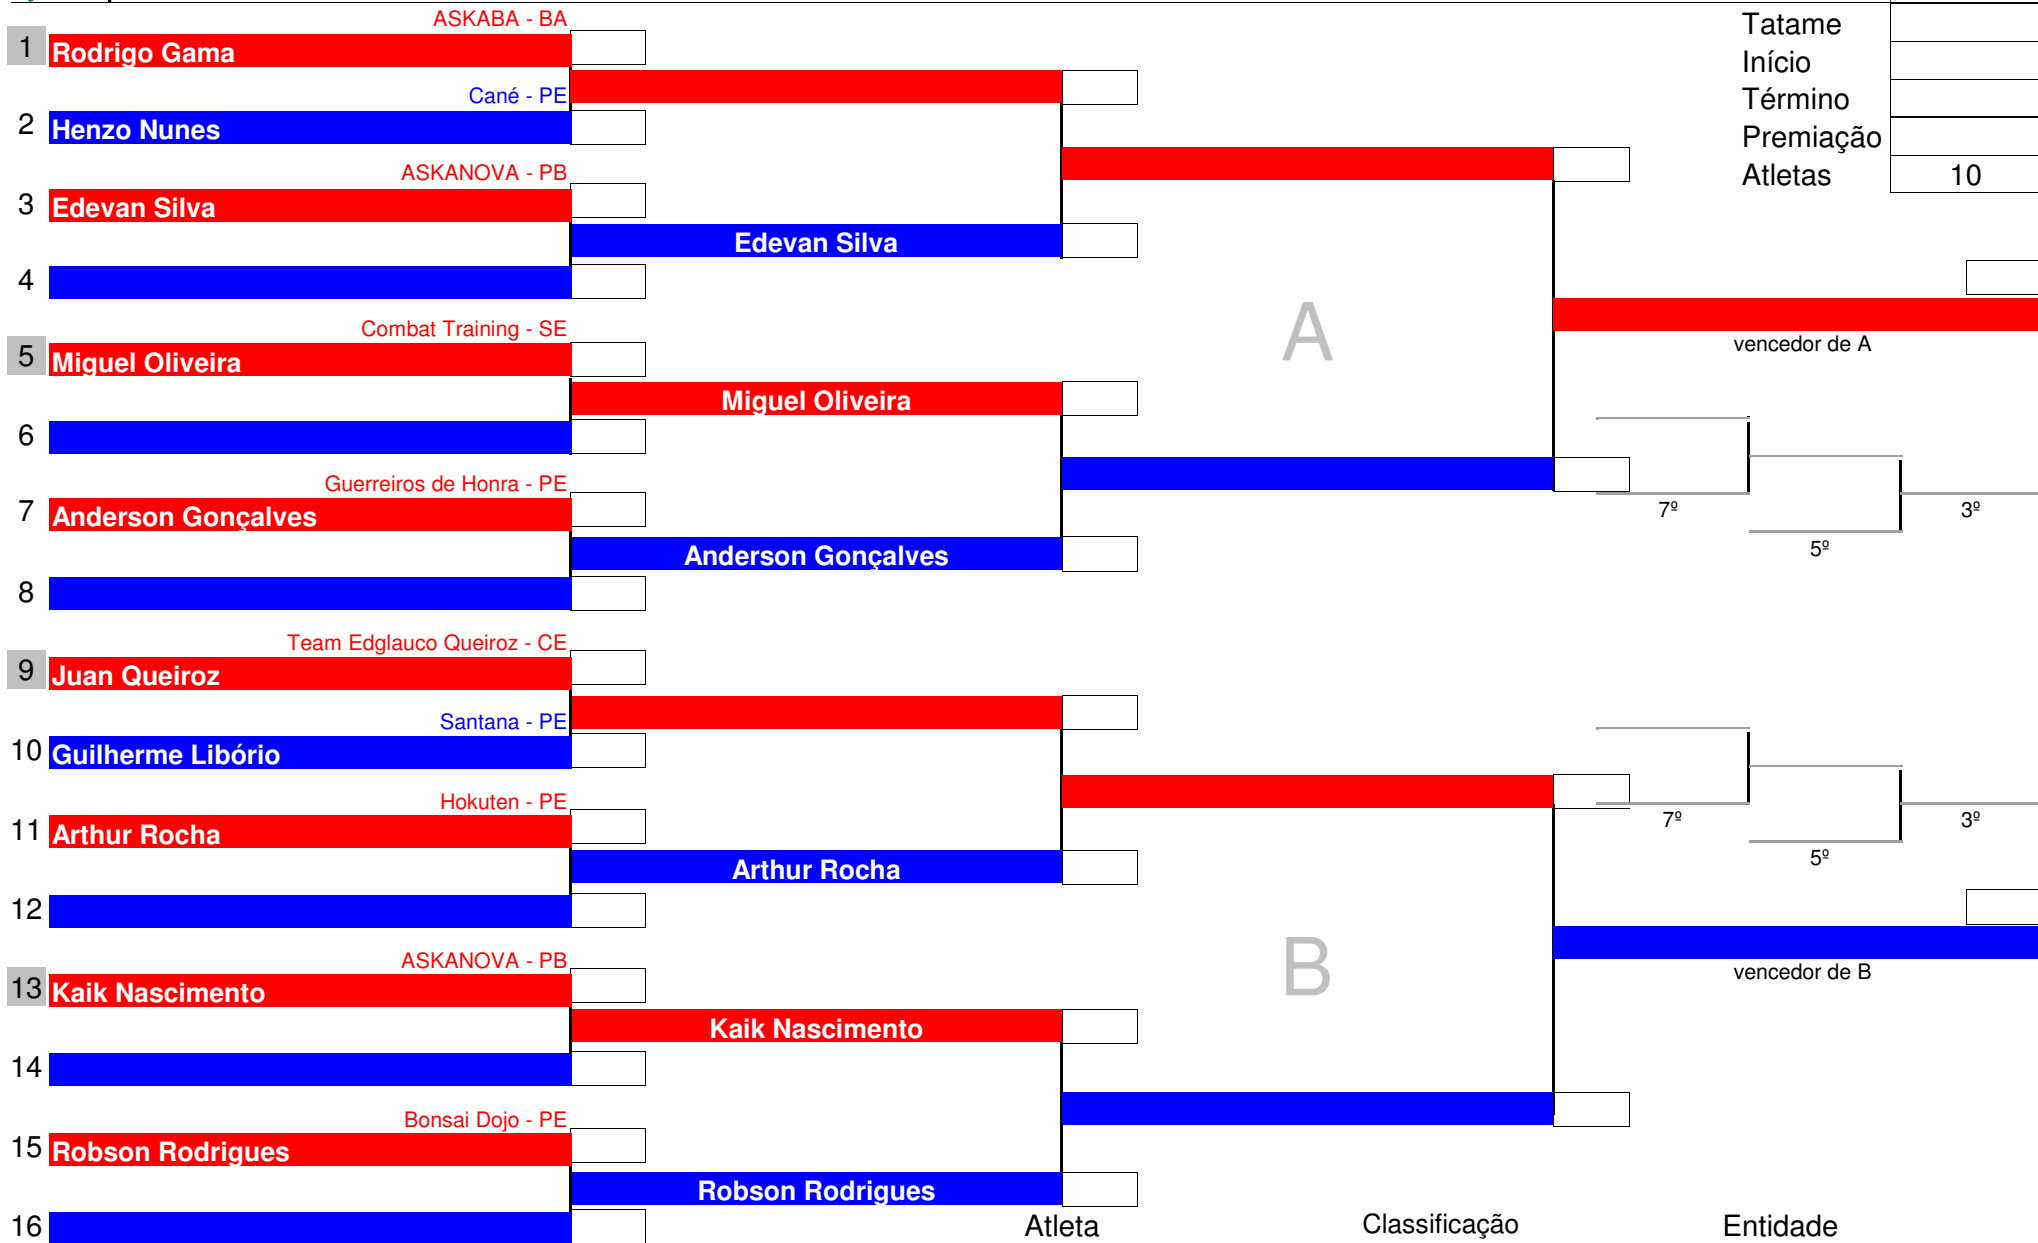 ASKABA - BA
1 Rodrigo Gama
Cané - PE
2 Henzo Nunes
ASKANOVA - PB
3 Edevan Silva
Edevan Silva
4
Combat Training - SE
5 Miguel Oliveira
Miguel Oliveira
6
Guerreiros de Honra - PE
7 Anderson Gonçalves
Anderson Gonçalves
8
Team Edglauco Queiroz - CE
9 Juan Queiroz
Santana - PE
10 Guilherme Libório
Hokuten - PE
11 Arthur Rocha
Arthur Rocha
12
ASKANOVA - PB
13 Kaik Nascimento
Kaik Nascimento
14
Bonsai Dojo - PE
15 Robson Rodrigues
Robson Rodrigues
16
A
B
Tatame
Início
Término
Premiação
Atletas 10
vencedor de A
7º
3º
5º
7º
3º
5º
vencedor de B
Atleta Classificação Entidade